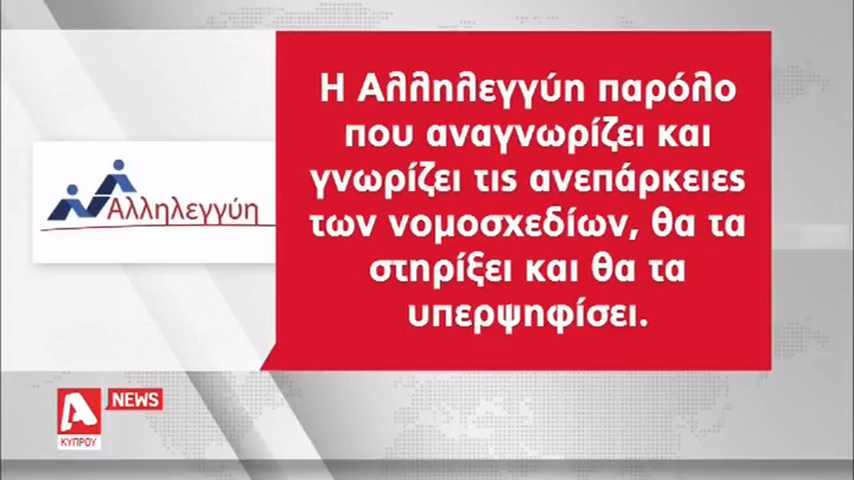 Η Αλληλεγγύη παρόλο
που αναγνωρίζει και
γνωρίζει τις ανεπάρκειες
των νομοσχεδίων, θα τα
στηρίξει και θα τα
υπερψηφίσει.
Αλληλεγγύη
A NEWS
ΚΥΠΡΟΥ